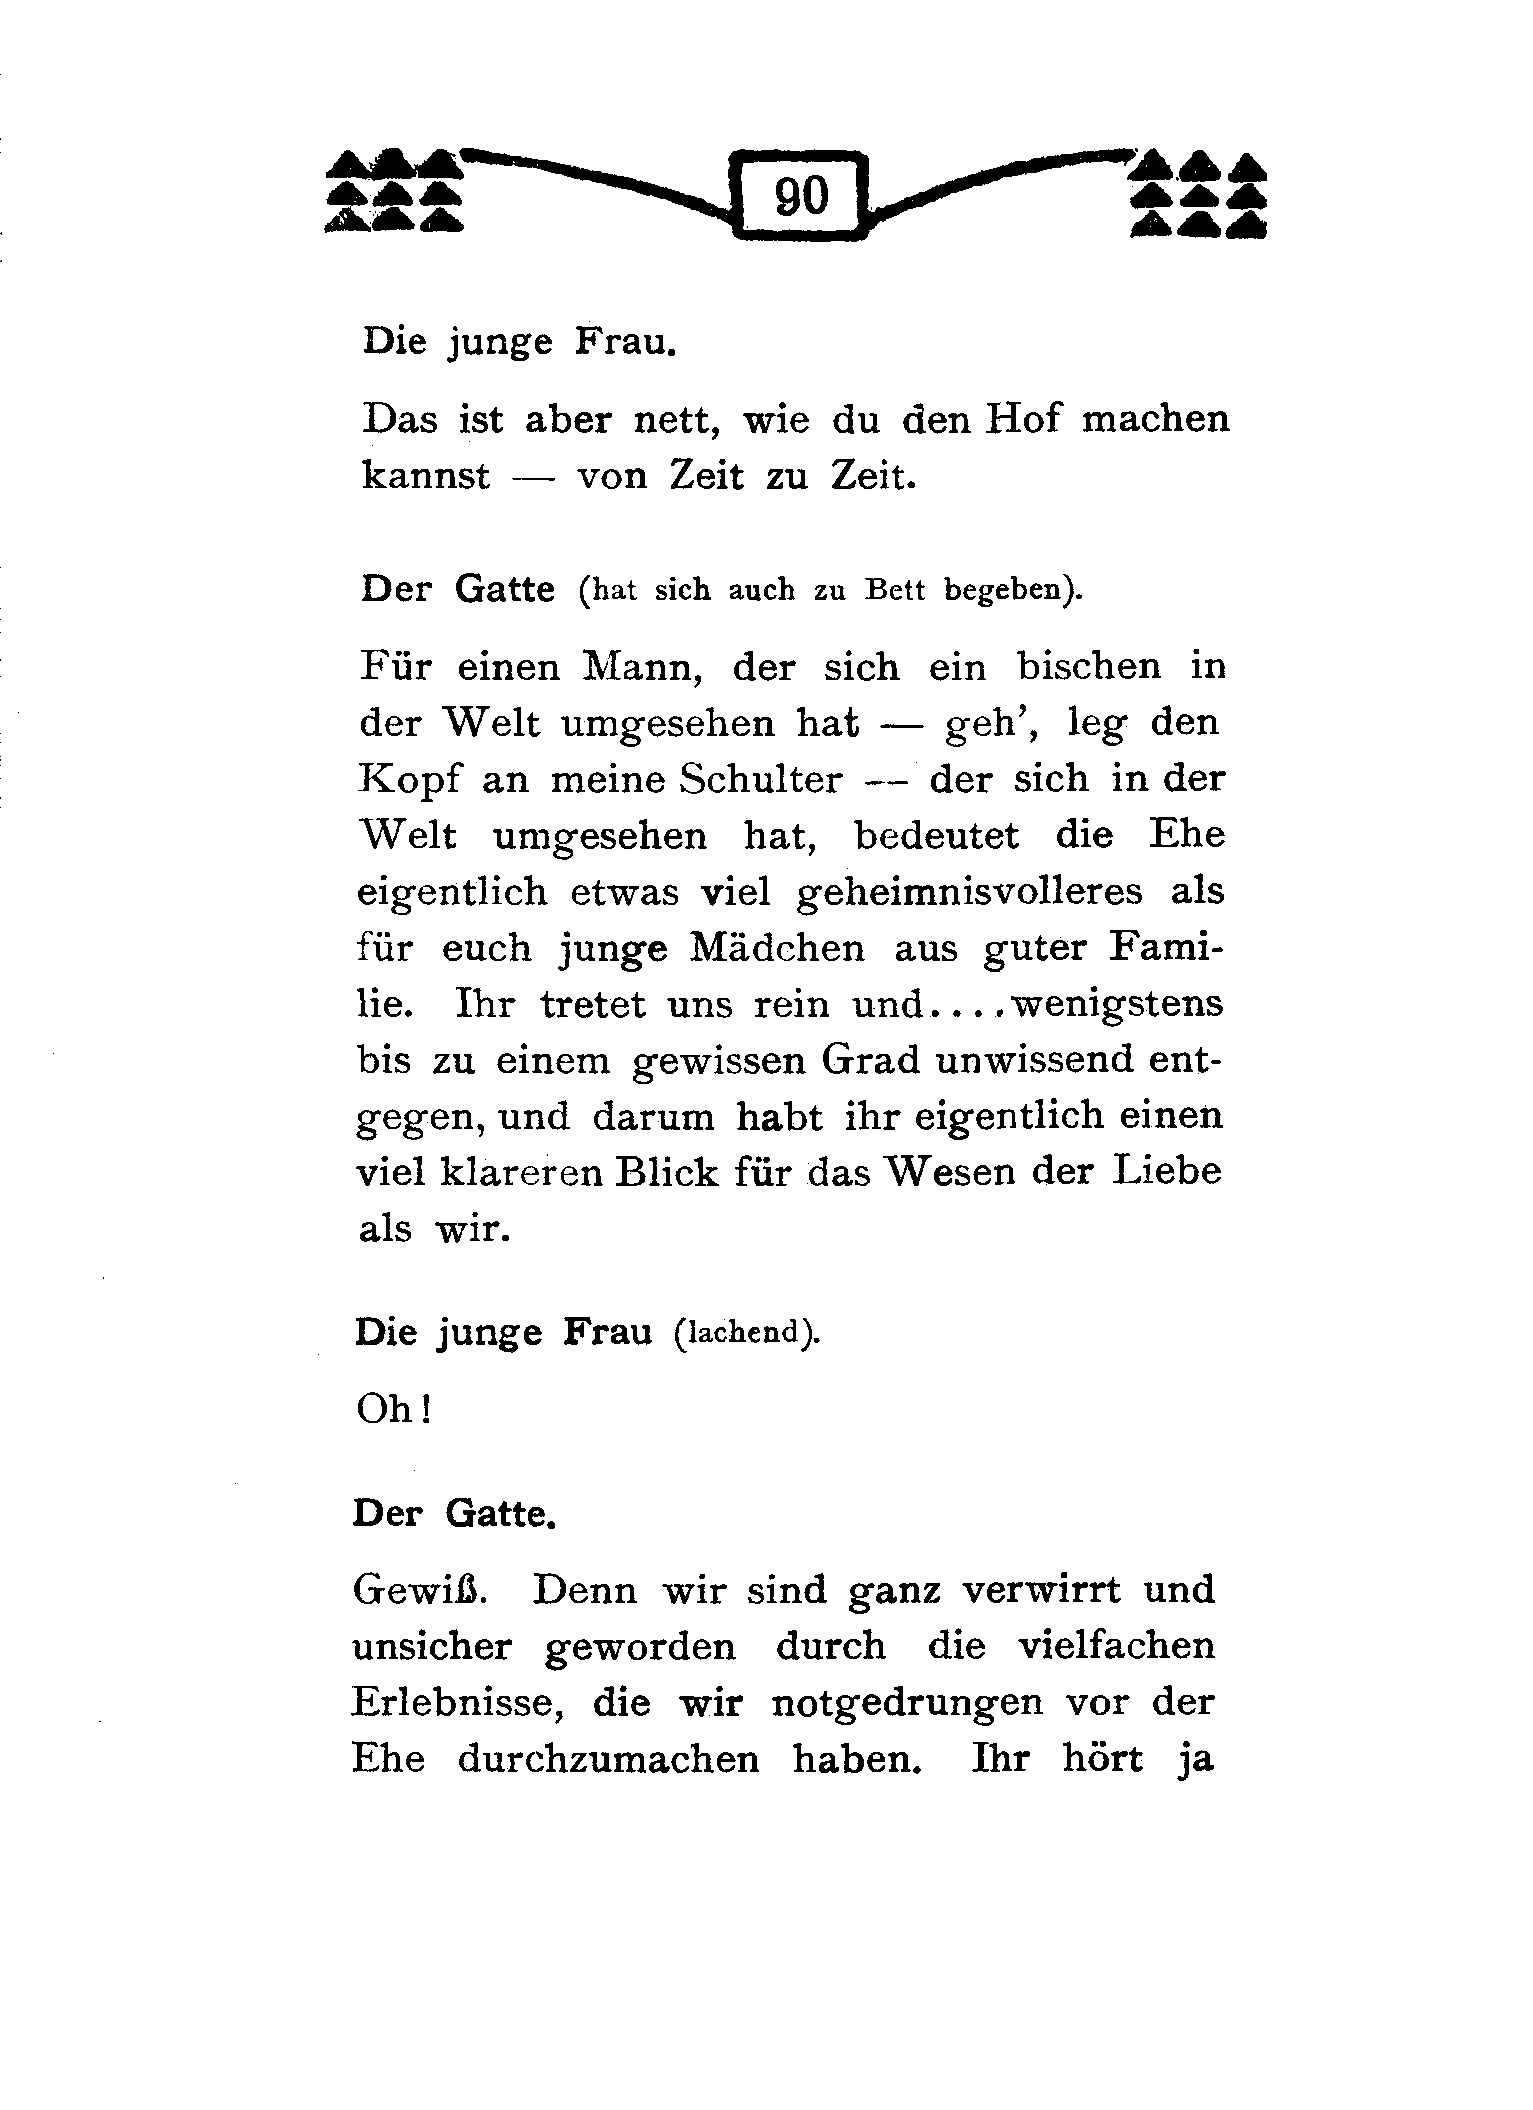 90
Die junge Frau.
Das ist aber nett, wie du den Hof machen
kannst — von Zeit zu Zeit.
Der Gatte (hat sich auch zu Bett begeben).
Für einen Mann, der sich ein bischen in
der Welt umgesehen hat — geh’, leg den
Kopf an meine Schulter — der sich in der
Welt umgesehen hat, bedeutet die Ehe
eigentlich etwas viel geheimnisvolleres als
für euch junge Mädchen aus guter Fami-
lie. Ihr tretet uns rein und....wenigstens
bis zu einem gewissen Grad unwissend ent-
gegen, und darum habt ihr eigentlich einen
viel klareren Blick für das Wesen der Liebe
als wir.
Die junge Frau (lachend).
Oh!
Der Gatte.
Gewiß. Denn wir sind ganz verwirrt und
unsicher geworden durch die vielfachen
Erlebnisse, die wir notgedrungen vor der
Ehe durchzumachen haben. Ihr hört ja